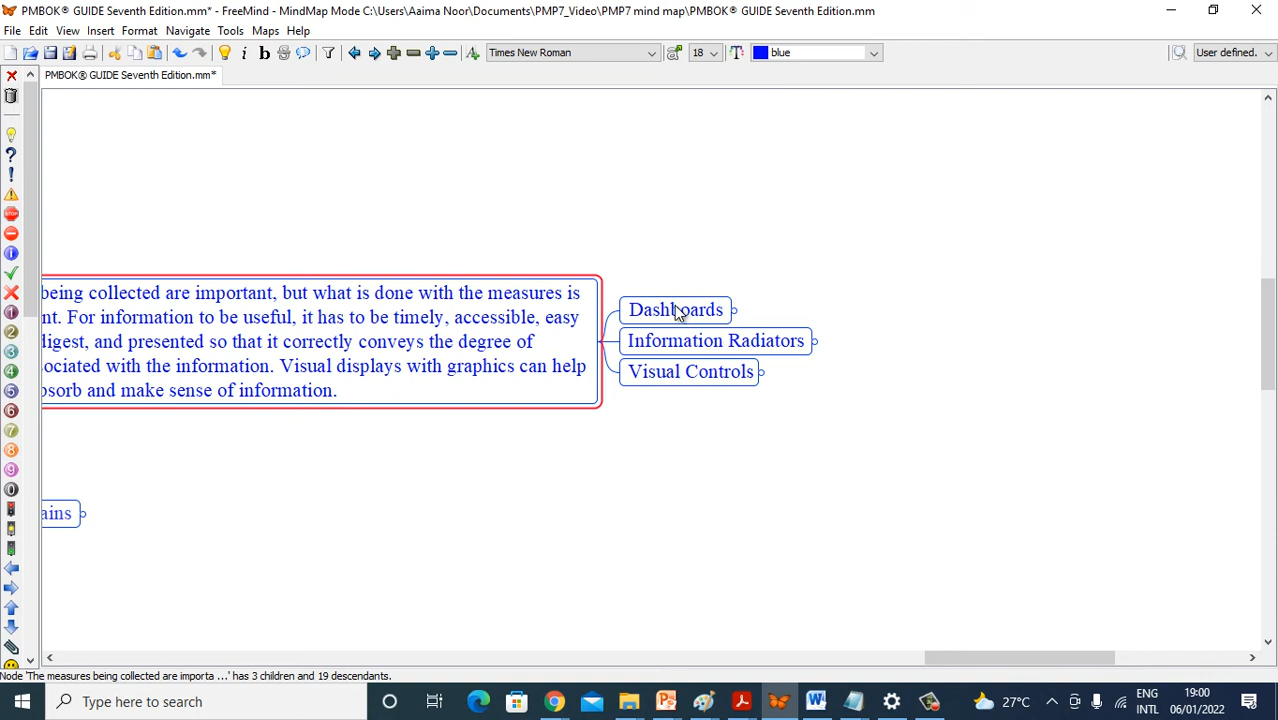 PMBOK® GUIDE Seventh Edition.mm* - FreeMind - MindMap Mode C:\Users\Aaima Noor\Documents\PMP7_Video\PMP7 mind map\PMBOK® GUIDE Seventh Edition.mm
File Edit View Insert Format Navigate Tools Maps Help
Times New Roman 18 blue User defined.
PMBOK® GUIDE Seventh Edition.mm*
being collected are important, but what is done with the measures is
nt. For information to be useful, it has to be timely, accessible, easy
digest, and presented so that it correctly conveys the degree of
sociated with the information. Visual displays with graphics can help
bsorb and make sense of information.
Dashboards
Information Radiators
Visual Controls
ains
Node 'The measures being collected are importa ...' has 3 children and 19 descendants.
Type here to search
27°C
ENG
INTL
19:00
06/01/2022